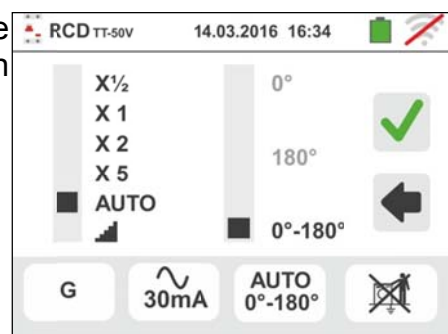 e
n
RCD TT-50V 14.03.2016 16:34
X½
X 1
X 2
X 5
AUTO
0°
180°
0°-180°
G
30mA
AUTO
0°-180°